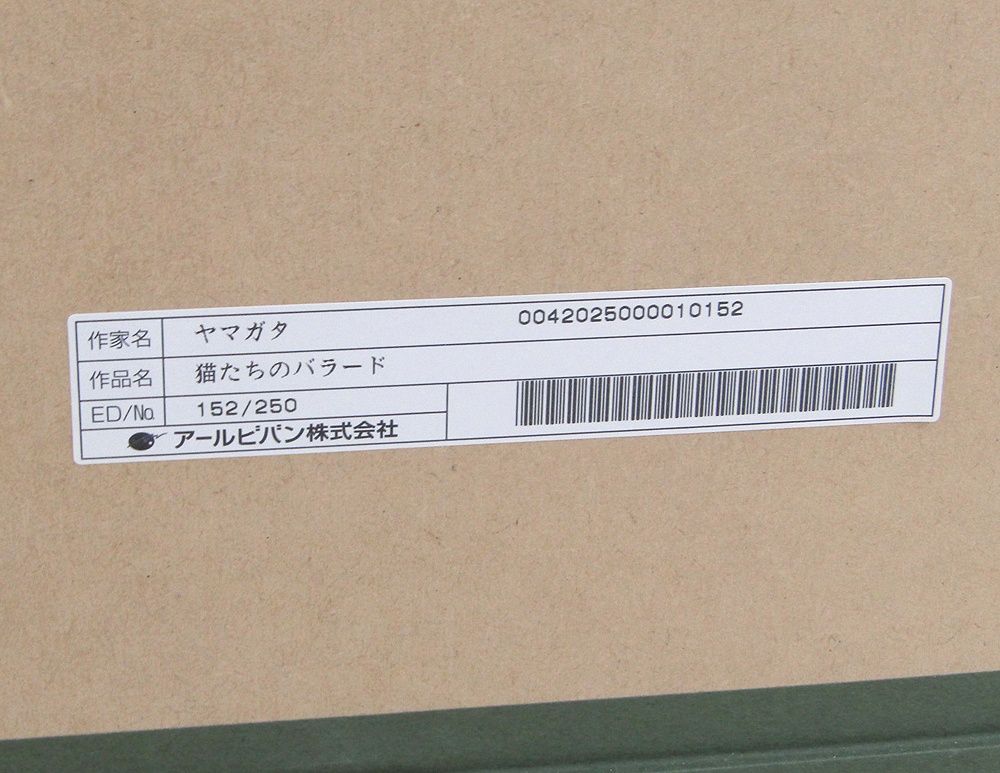 作家名 ヤマガタ 0042025000010152
作品名 猫たちのバラード
ED/No. 152/250
アールビバン株式会社